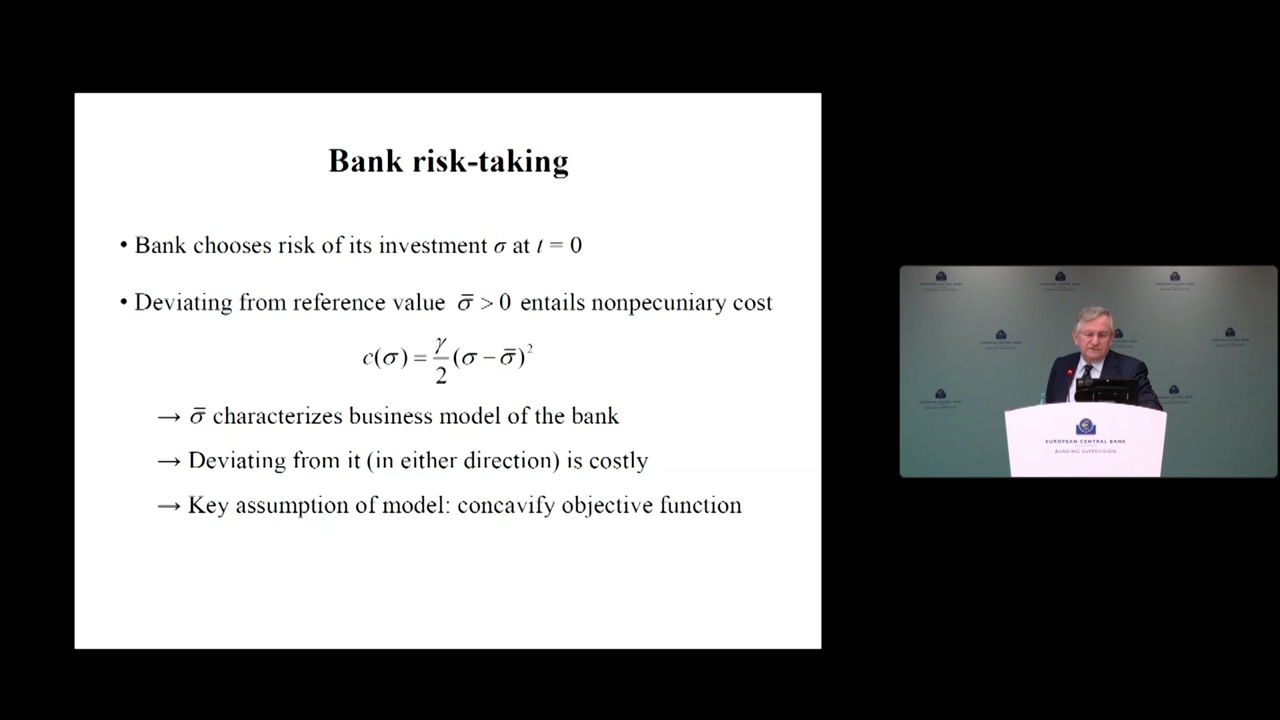 Bank risk-taking
• Bank chooses risk of its investment σ at t = 0
• Deviating from reference value σ̅ > 0 entails nonpecuniary cost
c(σ) = γ/2 (σ − σ̅)²
→ σ̅ characterizes business model of the bank
→ Deviating from it (in either direction) is costly
→ Key assumption of model: concavify objective function
EUROPEAN CENTRAL BANK
BANKING SUPERVISION